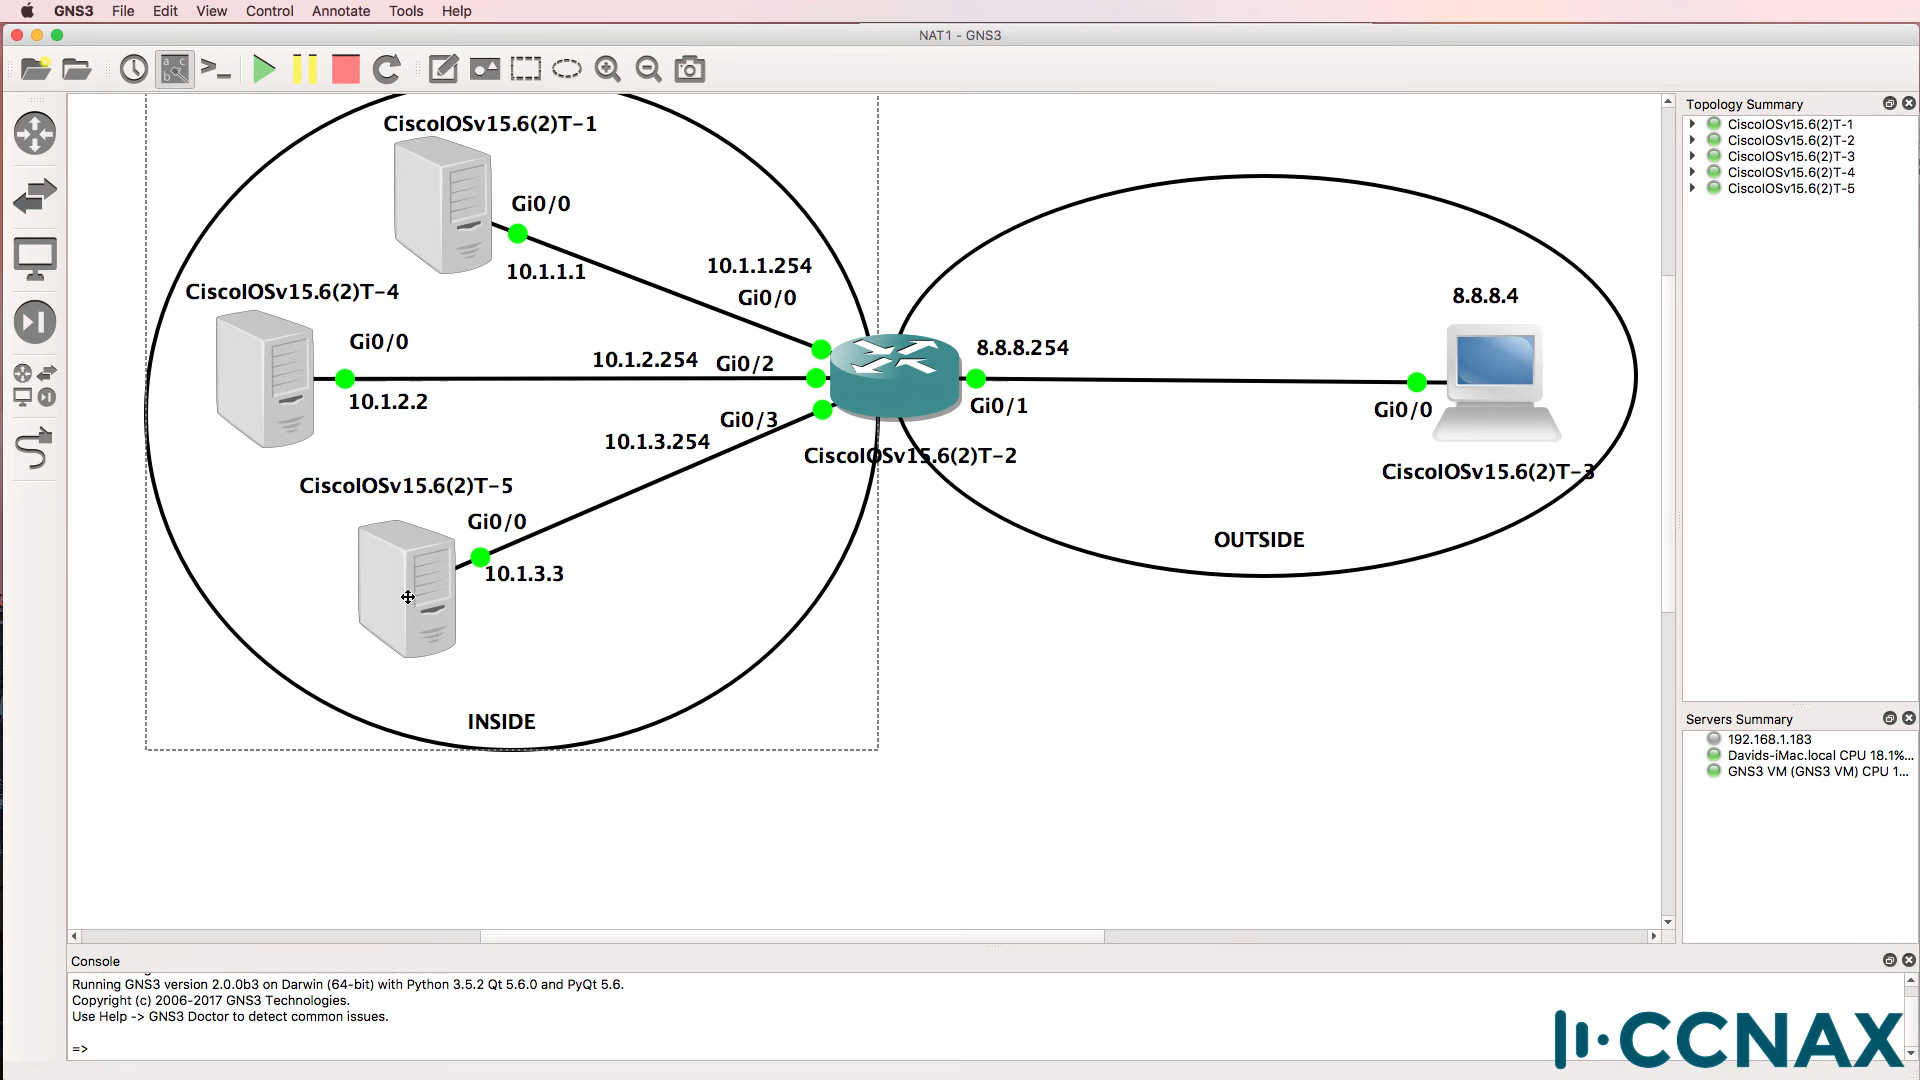 GNS3 File Edit View Control Annotate Tools Help
NAT1 - GNS3
CiscoIOSv15.6(2)T-1
Gi0/0
10.1.1.1
10.1.1.254
Gi0/0
CiscoIOSv15.6(2)T-4
Gi0/0
10.1.2.2
10.1.2.254
Gi0/2
Gi0/3
10.1.3.254
CiscoIOSv15.6(2)T-5
Gi0/0
10.1.3.3
INSIDE
8.8.8.254
Gi0/1
CiscoIOSv15.6(2)T-2
8.8.8.4
Gi0/0
CiscoIOSv15.6(2)T-3
OUTSIDE
Topology Summary
CiscoIOSv15.6(2)T-1
CiscoIOSv15.6(2)T-2
CiscoIOSv15.6(2)T-3
CiscoIOSv15.6(2)T-4
CiscoIOSv15.6(2)T-5
Servers Summary
192.168.1.183
Davids-iMac.local CPU 18.1%...
GNS3 VM (GNS3 VM) CPU 1...
Console
Running GNS3 version 2.0.0b3 on Darwin (64-bit) with Python 3.5.2 Qt 5.6.0 and PyQt 5.6.
Copyright (c) 2006-2017 GNS3 Technologies.
Use Help -> GNS3 Doctor to detect common issues.
=>
CCNAX